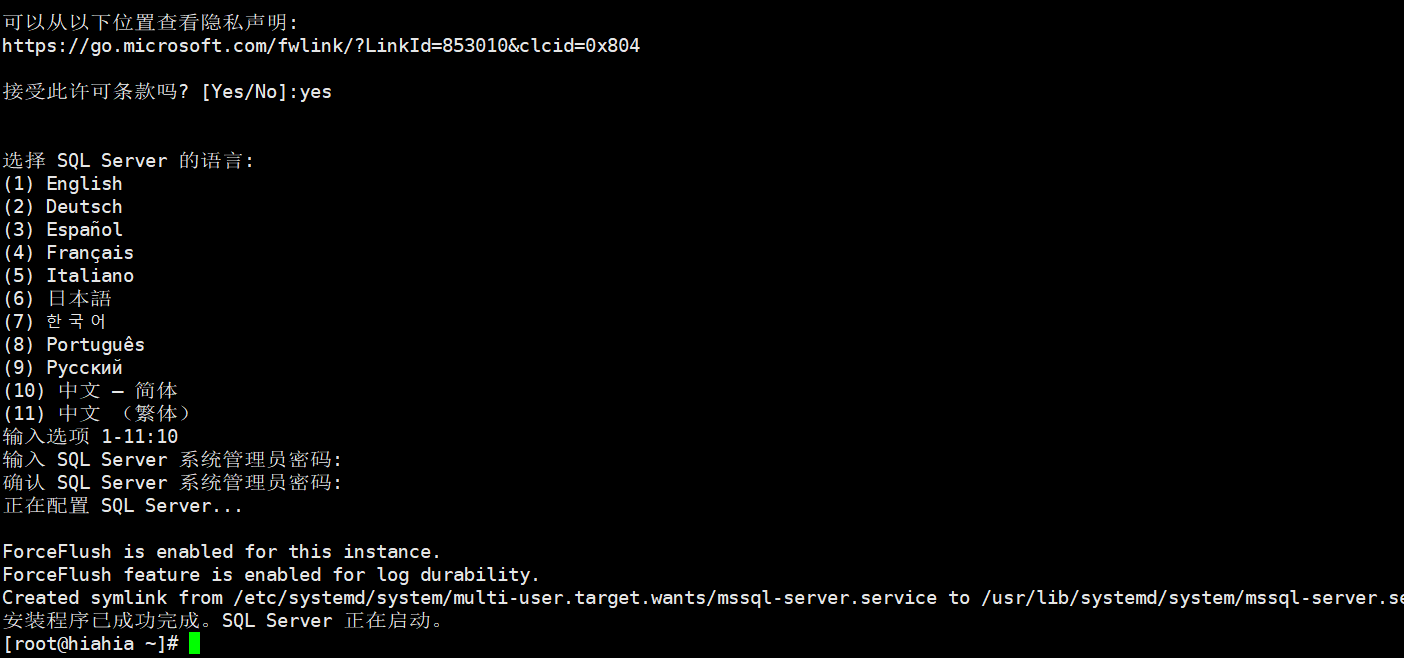 可以从以下位置查看隐私声明:
https://go.microsoft.com/fwlink/?LinkId=853010&clcid=0x804
接受此许可条款吗? [Yes/No]:yes
选择 SQL Server 的语言:
(1) English
(2) Deutsch
(3) Español
(4) Français
(5) Italiano
(6) 日本語
(7) 한국어
(8) Português
(9) Русский
(10) 中文 – 简体
(11) 中文 （繁体）
输入选项 1-11:10
输入 SQL Server 系统管理员密码:
确认 SQL Server 系统管理员密码:
正在配置 SQL Server...
ForceFlush is enabled for this instance.
ForceFlush feature is enabled for log durability.
Created symlink from /etc/systemd/system/multi-user.target.wants/mssql-server.service to /usr/lib/systemd/system/mssql-server.se
安装程序已成功完成。SQL Server 正在启动。
[root@hiahia ~]#